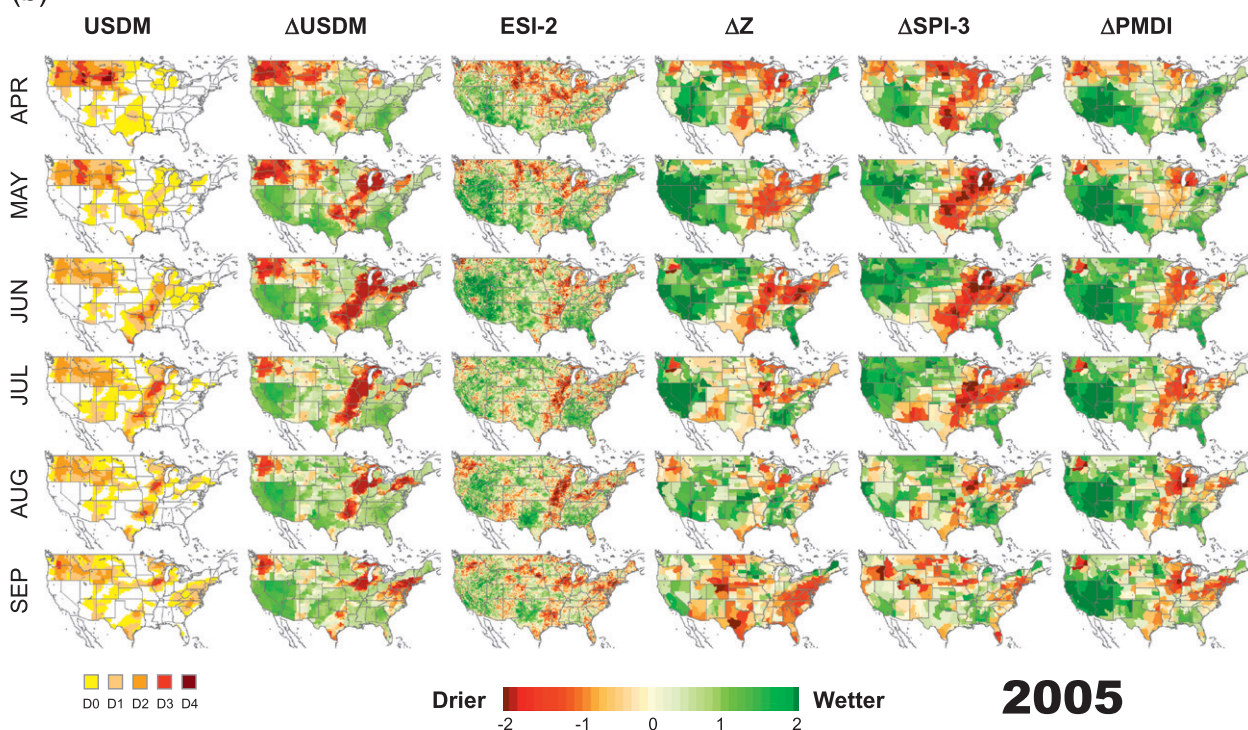 (b)
USDM ΔUSDM ESI-2 ΔZ ΔSPI-3 ΔPMDI
APR
MAY
JUN
JUL
AUG
SEP
D0 D1 D2 D3 D4
Drier Wetter
-2 -1 0 1 2
2005